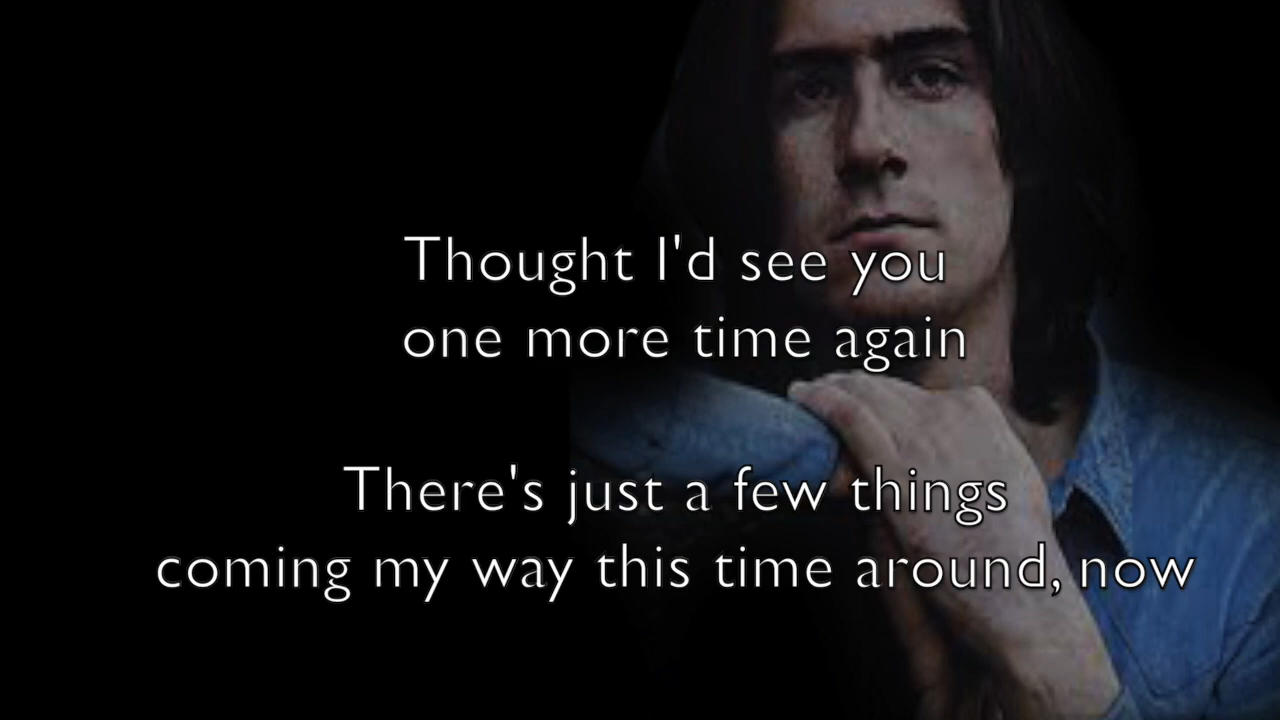 Thought I'd see you
one more time again
There's just a few things
coming my way this time around, now